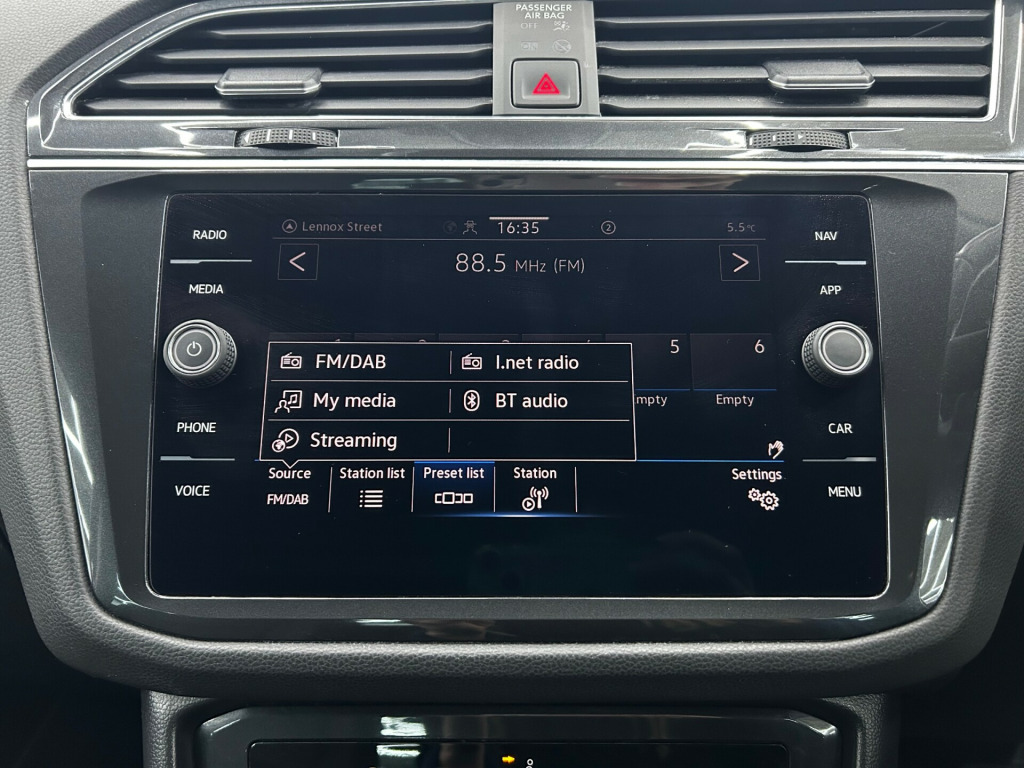 PASSENGER
AIR BAG
OFF
RADIO
Lennox Street
16:35
2
5.5°C
NAV
88.5 MHz (FM)
MEDIA
APP
5
6
FM/DAB
I.net radio
My media
BT audio
mpty
Empty
PHONE
CAR
Streaming
Source
Station list
Preset list
Station
Settings
FM/DAB
VOICE
MENU